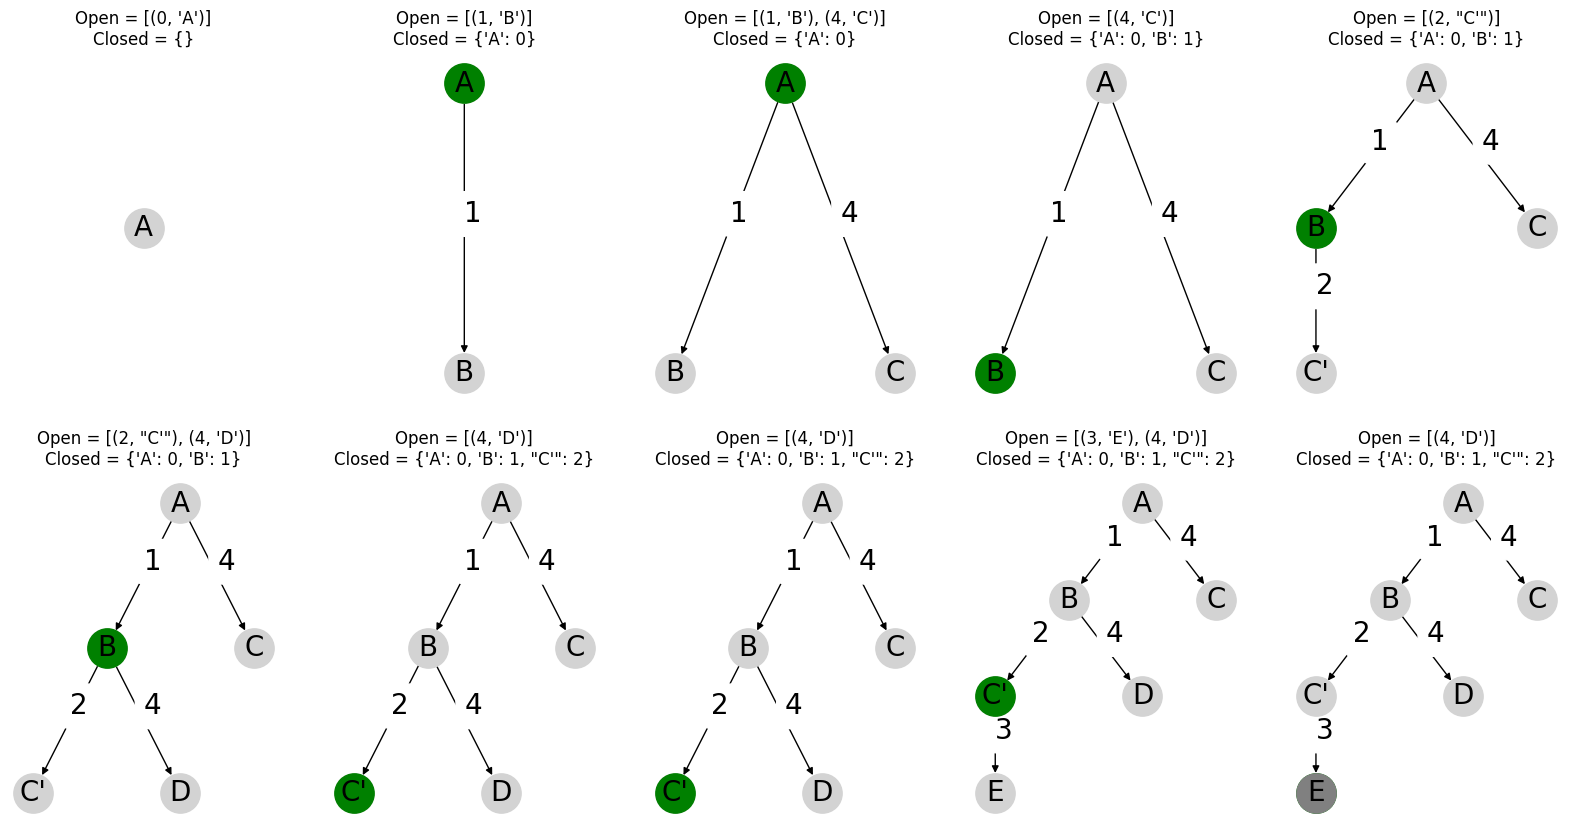 Open = [(0, 'A')]
Closed = {}
A
Open = [(1, 'B')]
Closed = {'A': 0}
A
1
B
Open = [(1, 'B'), (4, 'C')]
Closed = {'A': 0}
A
1 4
B C
Open = [(4, 'C')]
Closed = {'A': 0, 'B': 1}
A
1 4
B C
Open = [(2, "C'")]
Closed = {'A': 0, 'B': 1}
A
1 4
B C
2
C'
Open = [(2, "C'"), (4, 'D')]
Closed = {'A': 0, 'B': 1}
A
1 4
B C
2 4
C' D
Open = [(4, 'D')]
Closed = {'A': 0, 'B': 1, "C'": 2}
A
1 4
B C
2 4
C' D
Open = [(4, 'D')]
Closed = {'A': 0, 'B': 1, "C'": 2}
A
1 4
B C
2 4
C' D
Open = [(3, 'E'), (4, 'D')]
Closed = {'A': 0, 'B': 1, "C'": 2}
A
1 4
B C
2 4
C' D
3
E
Open = [(4, 'D')]
Closed = {'A': 0, 'B': 1, "C'": 2}
A
1 4
B C
2 4
C' D
3
E